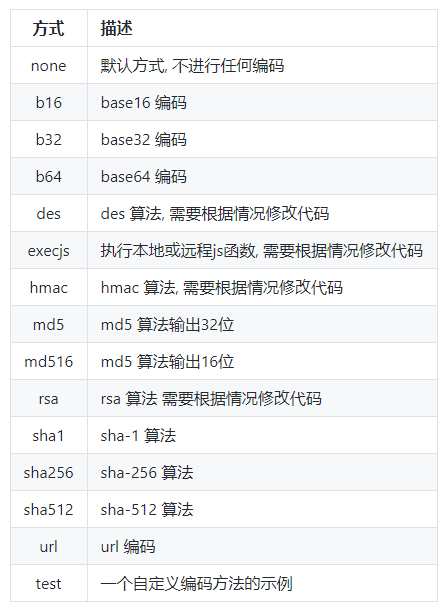 方式 描述
none 默认方式, 不进行任何编码
b16 base16 编码
b32 base32 编码
b64 base64 编码
des des 算法, 需要根据情况修改代码
execjs 执行本地或远程js函数, 需要根据情况修改代码
hmac hmac 算法, 需要根据情况修改代码
md5 md5 算法输出32位
md516 md5 算法输出16位
rsa rsa 算法 需要根据情况修改代码
sha1 sha-1 算法
sha256 sha-256 算法
sha512 sha-512 算法
url url 编码
test 一个自定义编码方法的示例